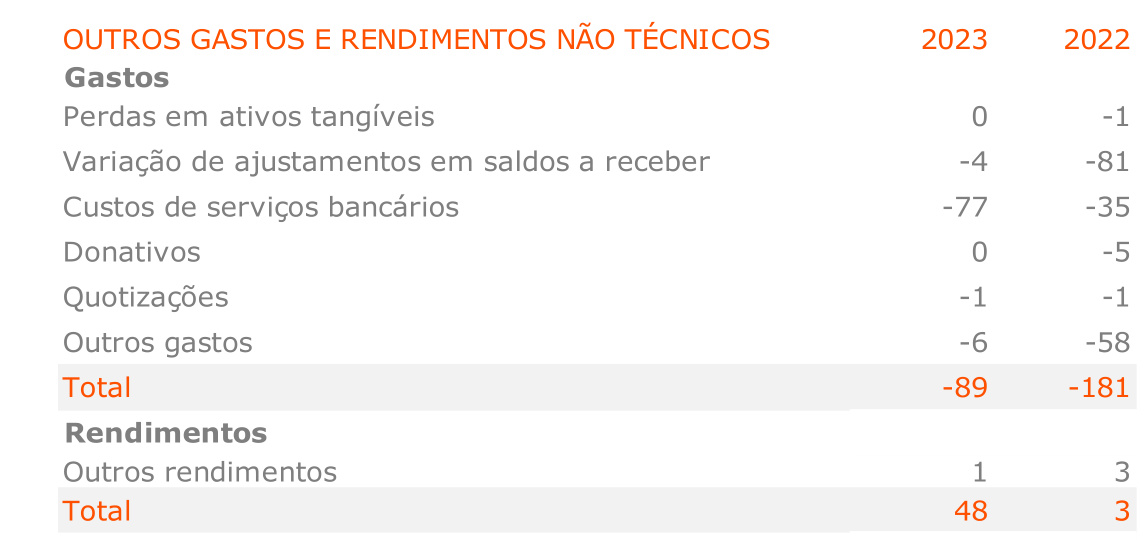 OUTROS GASTOS E RENDIMENTOS NÃO TÉCNICOS 2023 2022
Gastos
Perdas em ativos tangíveis 0 -1
Variação de ajustamentos em saldos a receber -4 -81
Custos de serviços bancários -77 -35
Donativos 0 -5
Quotizações -1 -1
Outros gastos -6 -58
Total -89 -181
Rendimentos
Outros rendimentos 1 3
Total 48 3